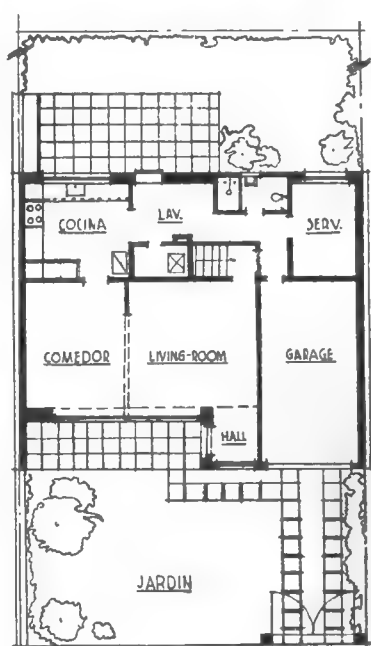 COCINA
LAV.
SERV.
COMEDOR
LIVING-ROOM
GARAGE
HALL
JARDIN